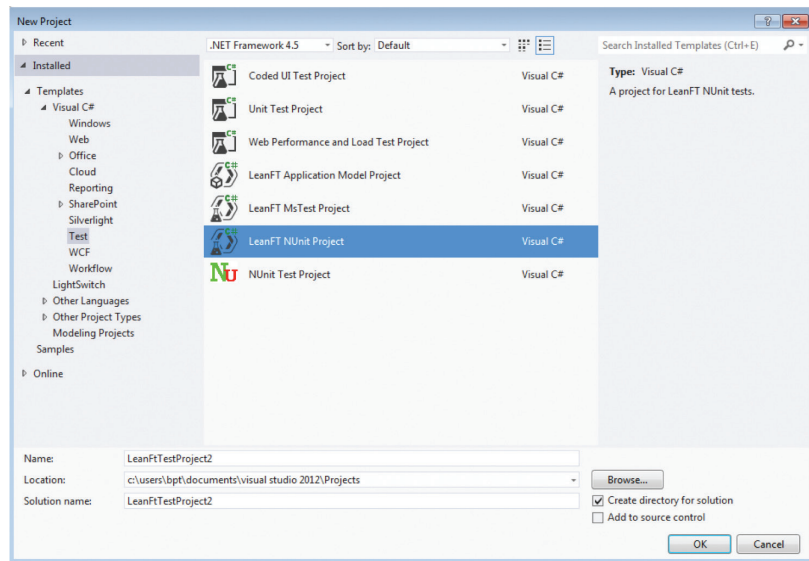 New Project
Recent
.NET Framework 4.5
Sort by: Default
Search Installed Templates (Ctrl+E)
Installed
Templates
Visual C#
Windows
Web
Office
Cloud
Reporting
SharePoint
Silverlight
Test
WCF
Workflow
LightSwitch
Other Languages
Other Project Types
Modeling Projects
Samples
Online
Coded UI Test Project Visual C#
Unit Test Project Visual C#
Web Performance and Load Test Project Visual C#
LeanFT Application Model Project Visual C#
LeanFT MsTest Project Visual C#
LeanFT NUnit Project Visual C#
NU NUnit Test Project Visual C#
Type: Visual C#
A project for LeanFT NUnit tests.
Name: LeanFtTestProject2
Location: c:\users\bpt\documents\visual studio 2012\Projects
Browse...
Solution name: LeanFtTestProject2
Create directory for solution
Add to source control
OK
Cancel